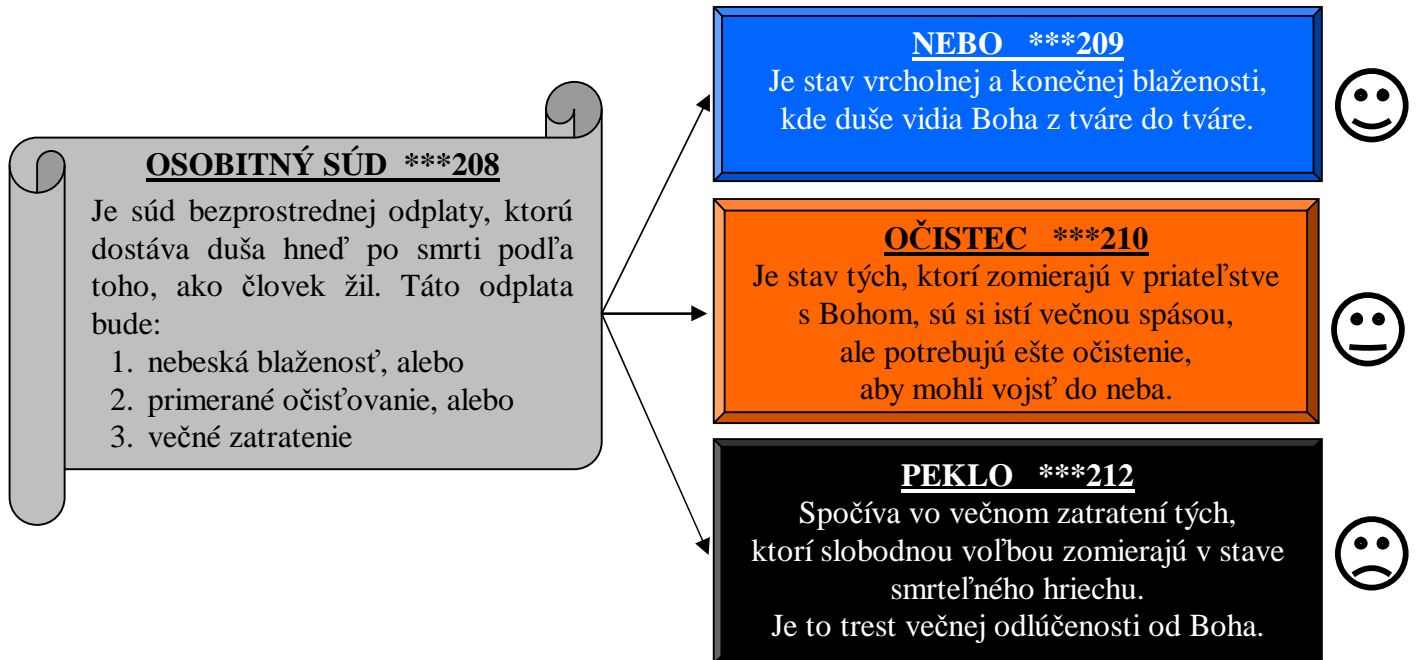 OSOBITNÝ SÚD ***208
Je súd bezprostrednej odplaty, ktorú
dostáva duša hneď po smrti podľa
toho, ako človek žil. Táto odplata
bude:
1. nebeská blaženosť, alebo
2. primerané očisťovanie, alebo
3. večné zatratenie
NEBO ***209
Je stav vrcholnej a konečnej blaženosti,
kde duše vidia Boha z tváre do tváre.
OČISTEC ***210
Je stav tých, ktorí zomierajú v priateľstve
s Bohom, sú si istí večnou spásou,
ale potrebujú ešte očistenie,
aby mohli vojsť do neba.
PEKLO ***212
Spočíva vo večnom zatratení tých,
ktorí slobodnou voľbou zomierajú v stave
smrteľného hriechu.
Je to trest večnej odlúčenosti od Boha.